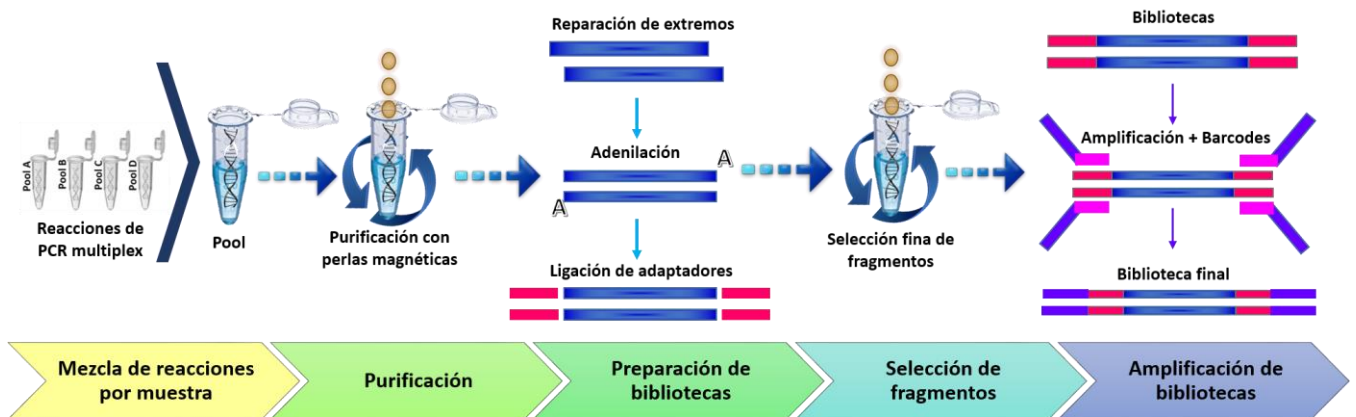 Pool A
Pool B
Pool C
Pool D
Reacciones de
PCR multiplex
Pool
Purificación con
perlas magnéticas
Reparación de extremos
Adenilación
A
A
Ligación de adaptadores
Selección fina de
fragmentos
Bibliotecas
Amplificación + Barcodes
Biblioteca final
Mezcla de reacciones
por muestra
Purificación
Preparación de
bibliotecas
Selección de
fragmentos
Amplificación de
bibliotecas